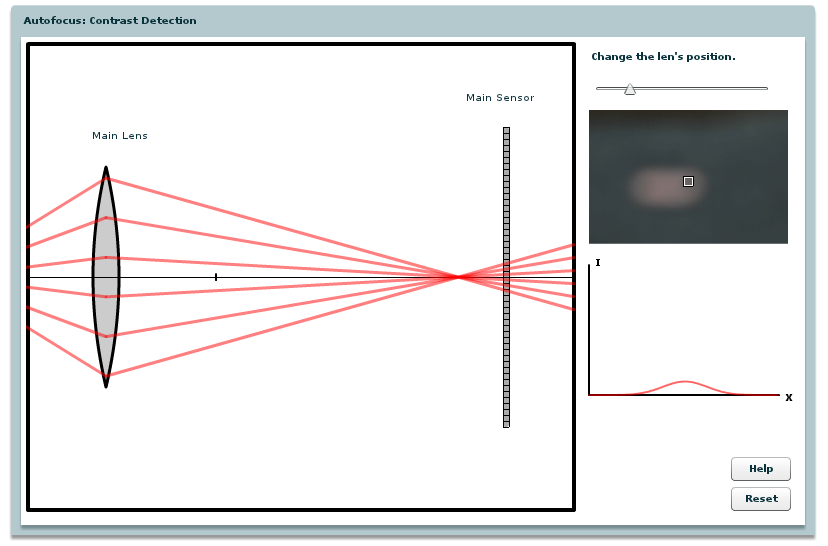 Autofocus: Contrast Detection
Change the len's position.
Main Sensor
Main Lens
I
X
Help
Reset